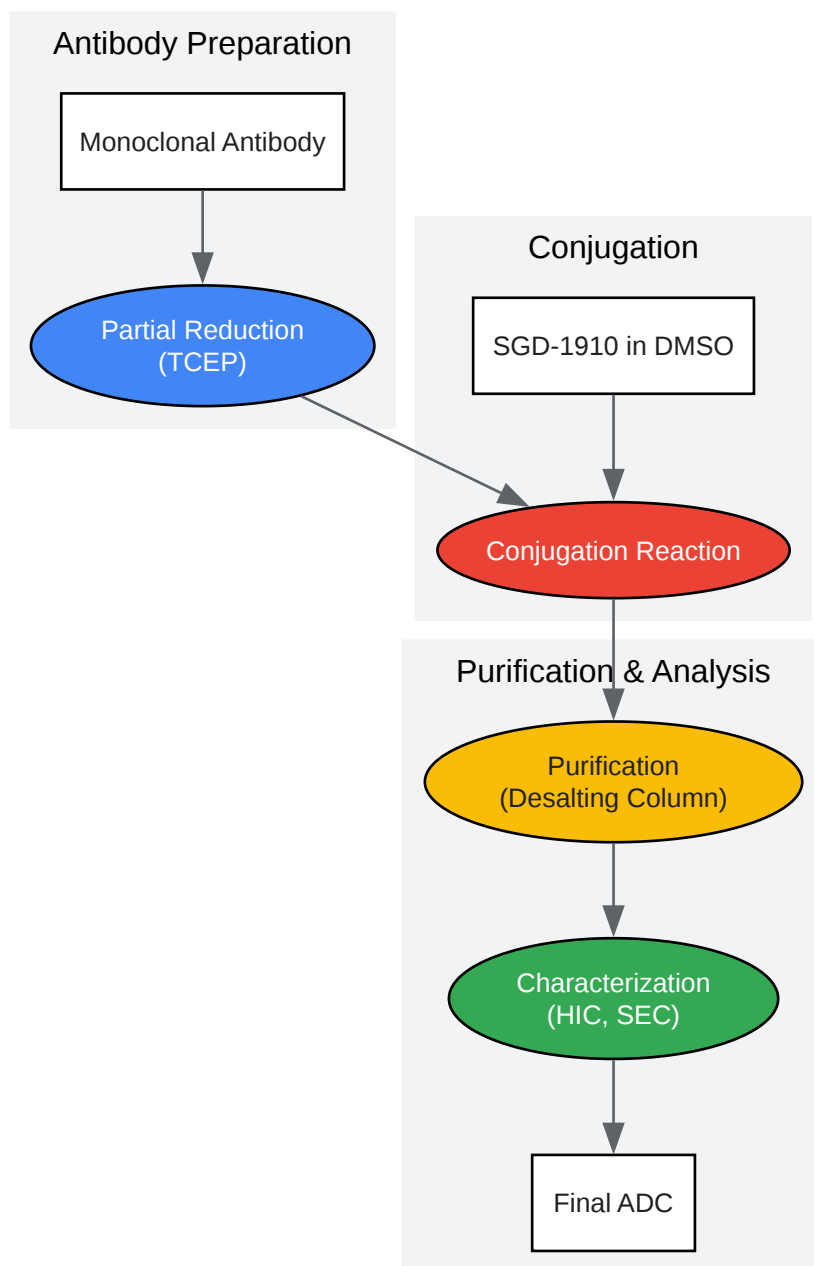 Antibody Preparation
Monoclonal Antibody
Partial Reduction
(TCEP)
Conjugation
SGD-1910 in DMSO
Conjugation Reaction
Purification & Analysis
Purification
(Desalting Column)
Characterization
(HIC, SEC)
Final ADC